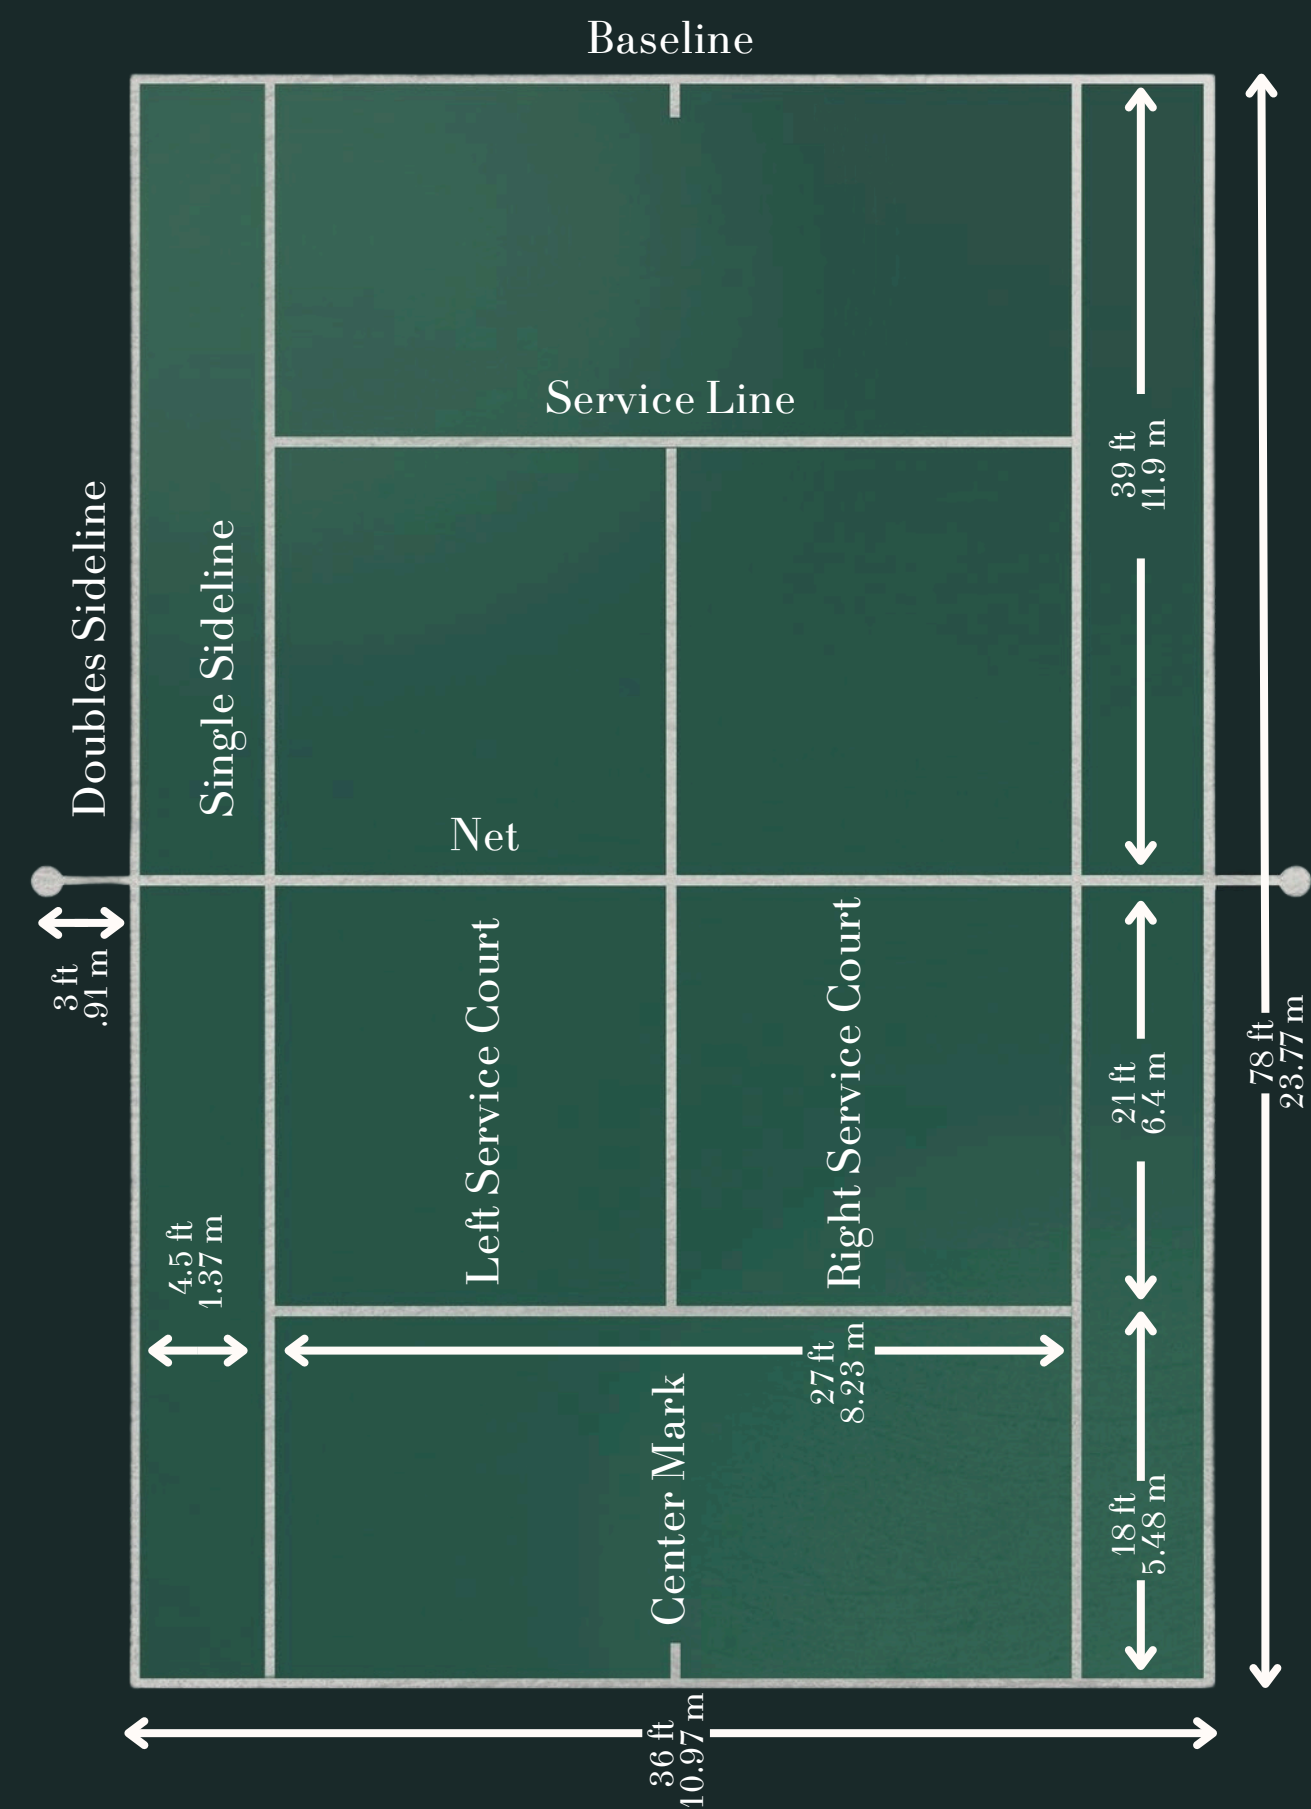 Baseline
Service Line
39 ft
11.9 m
Doubles Sideline
Single Sideline
Net
3 ft
.91 m
Left Service Court
Right Service Court
21 ft
6.4 m
78 ft
23.77 m
4.5 ft
1.37 m
27 ft
8.23 m
Center Mark
18 ft
5.48 m
36 ft
10.97 m